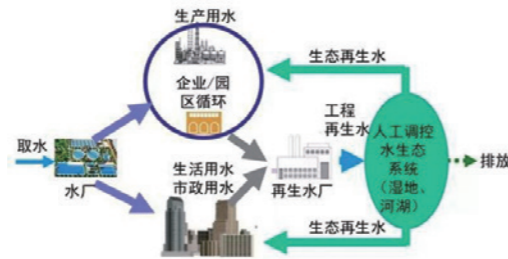 生产用水
企业/园
区循环
生态再生水
取水
水厂
生活用水
市政用水
工程
再生水
再生水厂
人工调控
水生态
系统
（湿地、
河湖）
排放
生态再生水